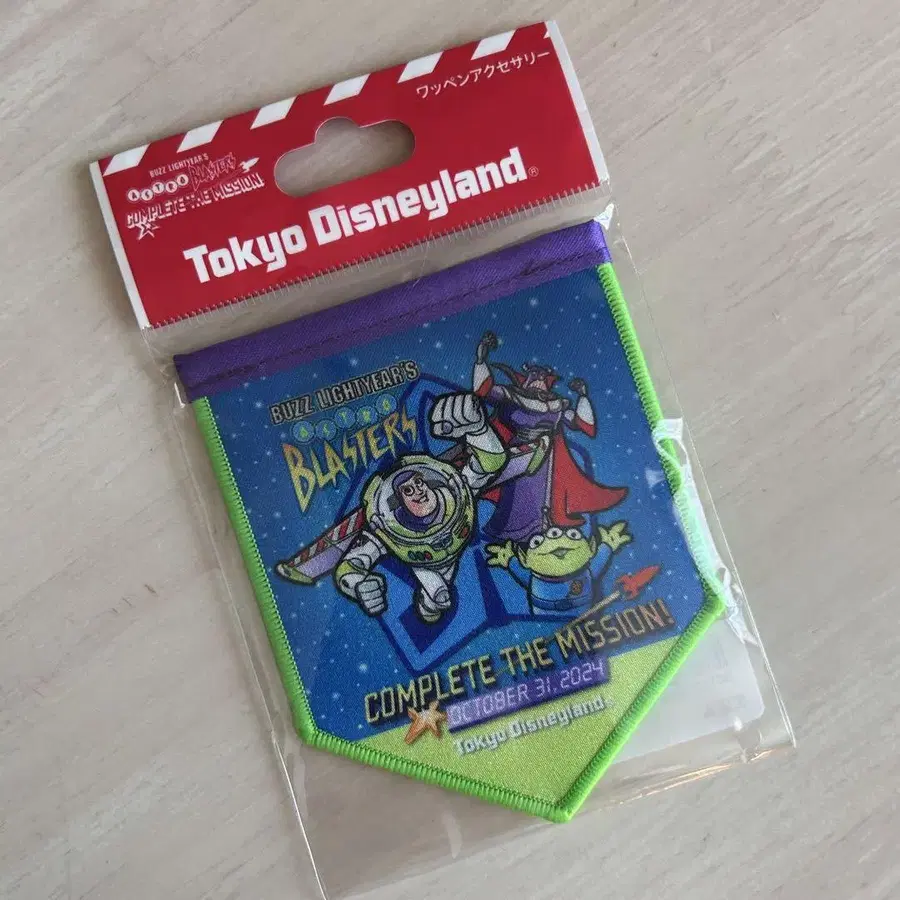 ワッペンアクセサリー
BUZZ LIGHTYEAR'S
ASTRO BLASTERS
COMPLETE THE MISSION!
Tokyo Disneyland®
BUZZ LIGHTYEAR'S
ASTRO
BLASTERS
COMPLETE THE MISSION!
OCTOBER 31, 2024
Tokyo Disneyland